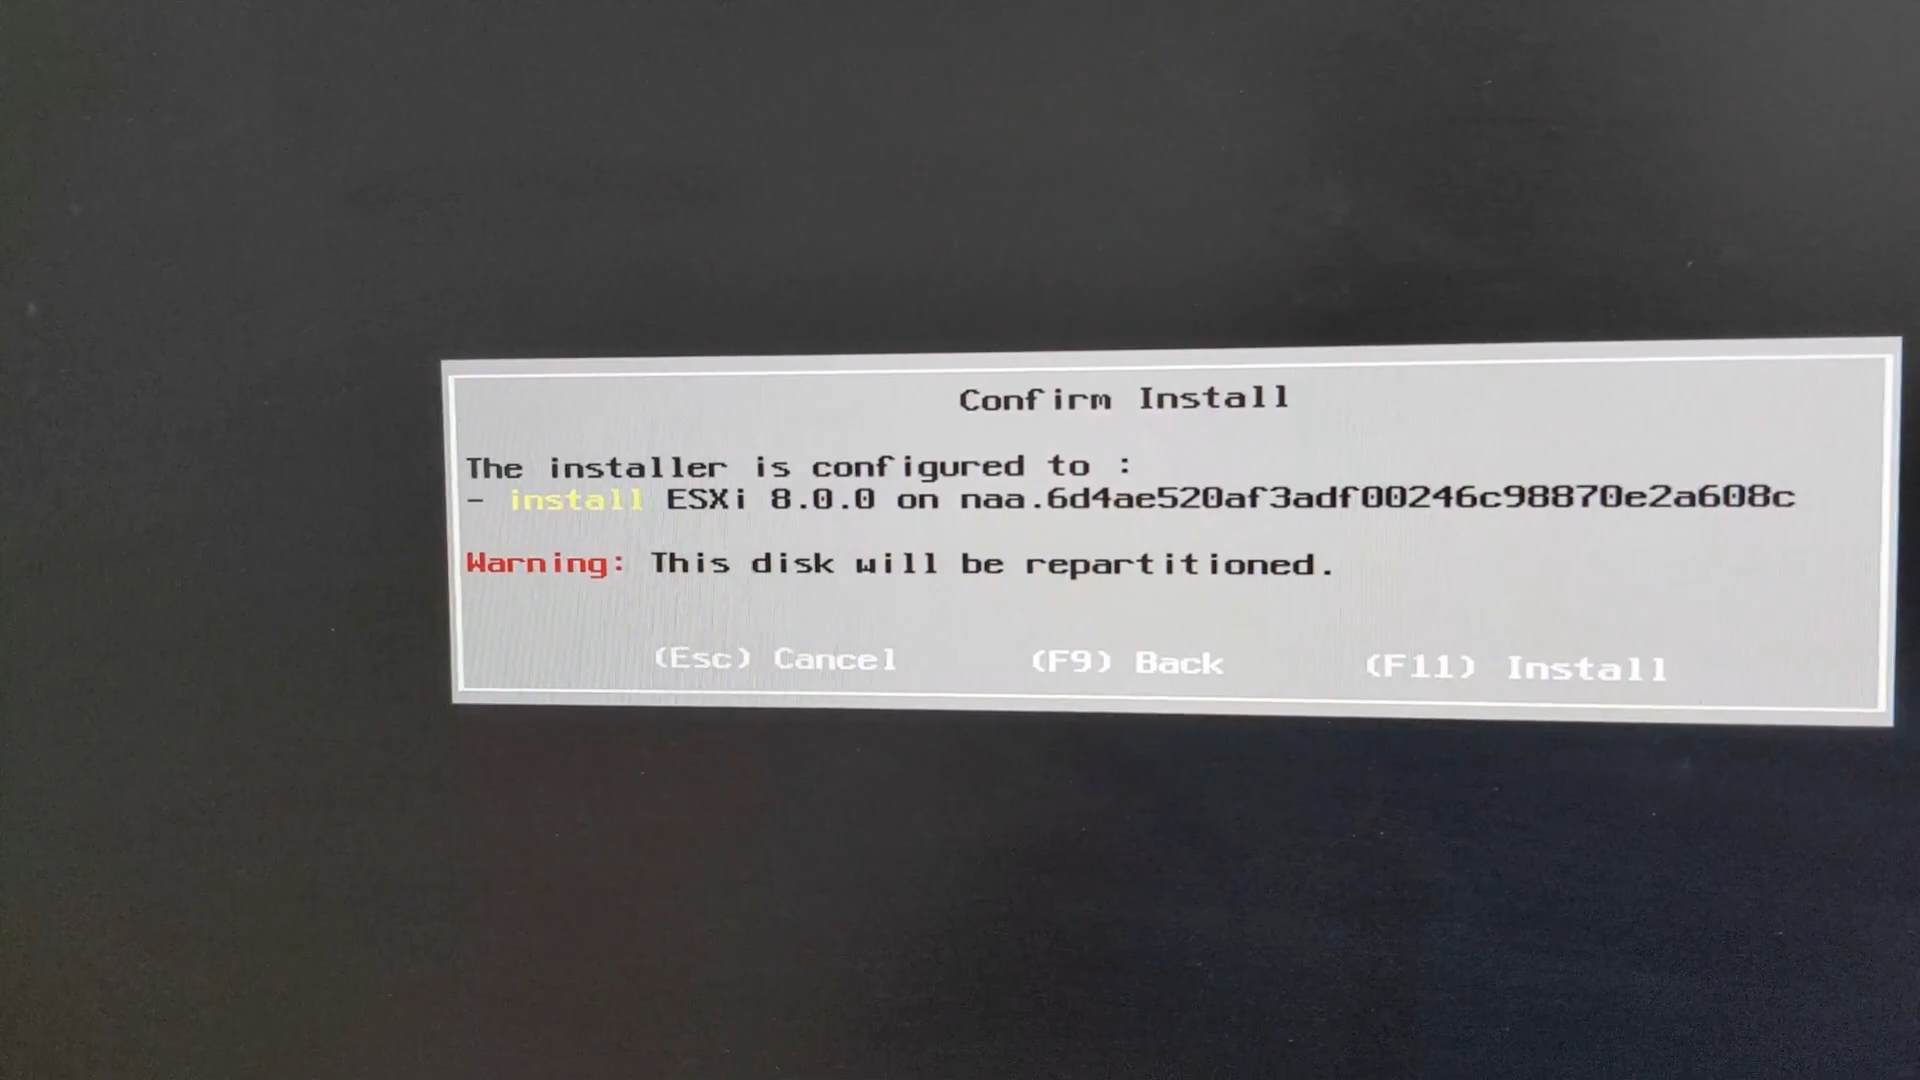 Confirm Install
The installer is configured to :
- install ESXi 8.0.0 on naa.6d4ae520af3adf00246c98870e2a608c
Warning: This disk will be repartitioned.
(Esc) Cancel (F9) Back (F11) Install